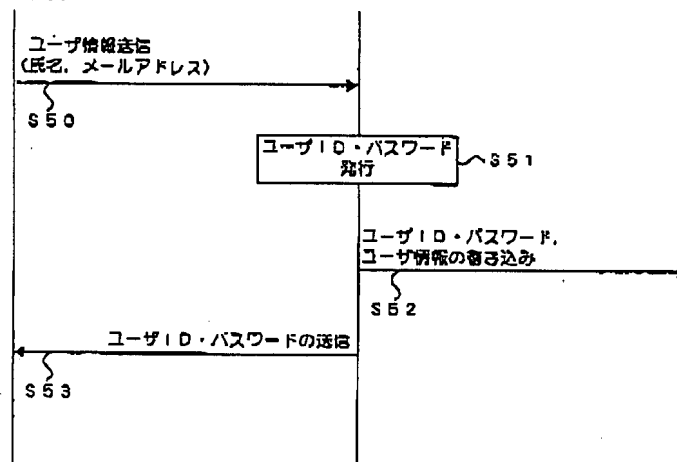 ユーザ情報送信
(氏名、メールアドレス)
S50
ユーザID・パスワード
発行
S51
ユーザID・パスワード、
ユーザ情報の書き込み
S52
ユーザID・パスワードの送信
S53